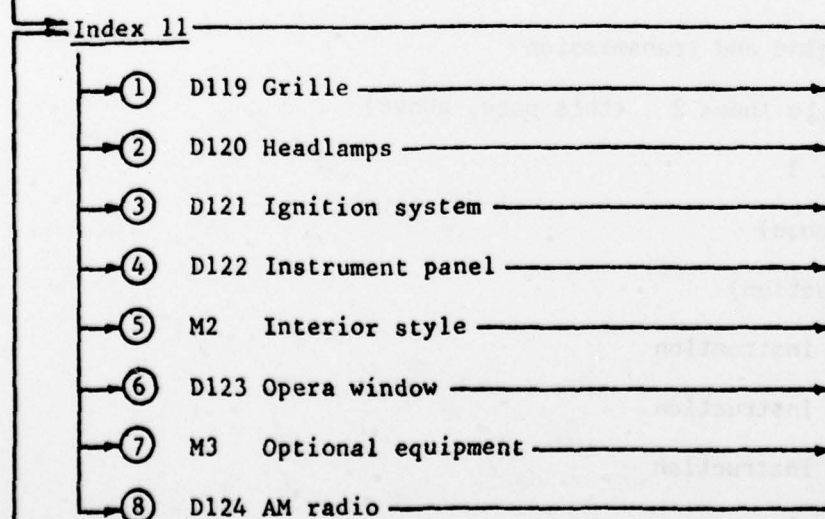 Index 11
1 D119 Grille
2 D120 Headlamps
3 D121 Ignition system
4 D122 Instrument panel
5 M2 Interior style
6 D123 Opera window
7 M3 Optional equipment
8 D124 AM radio